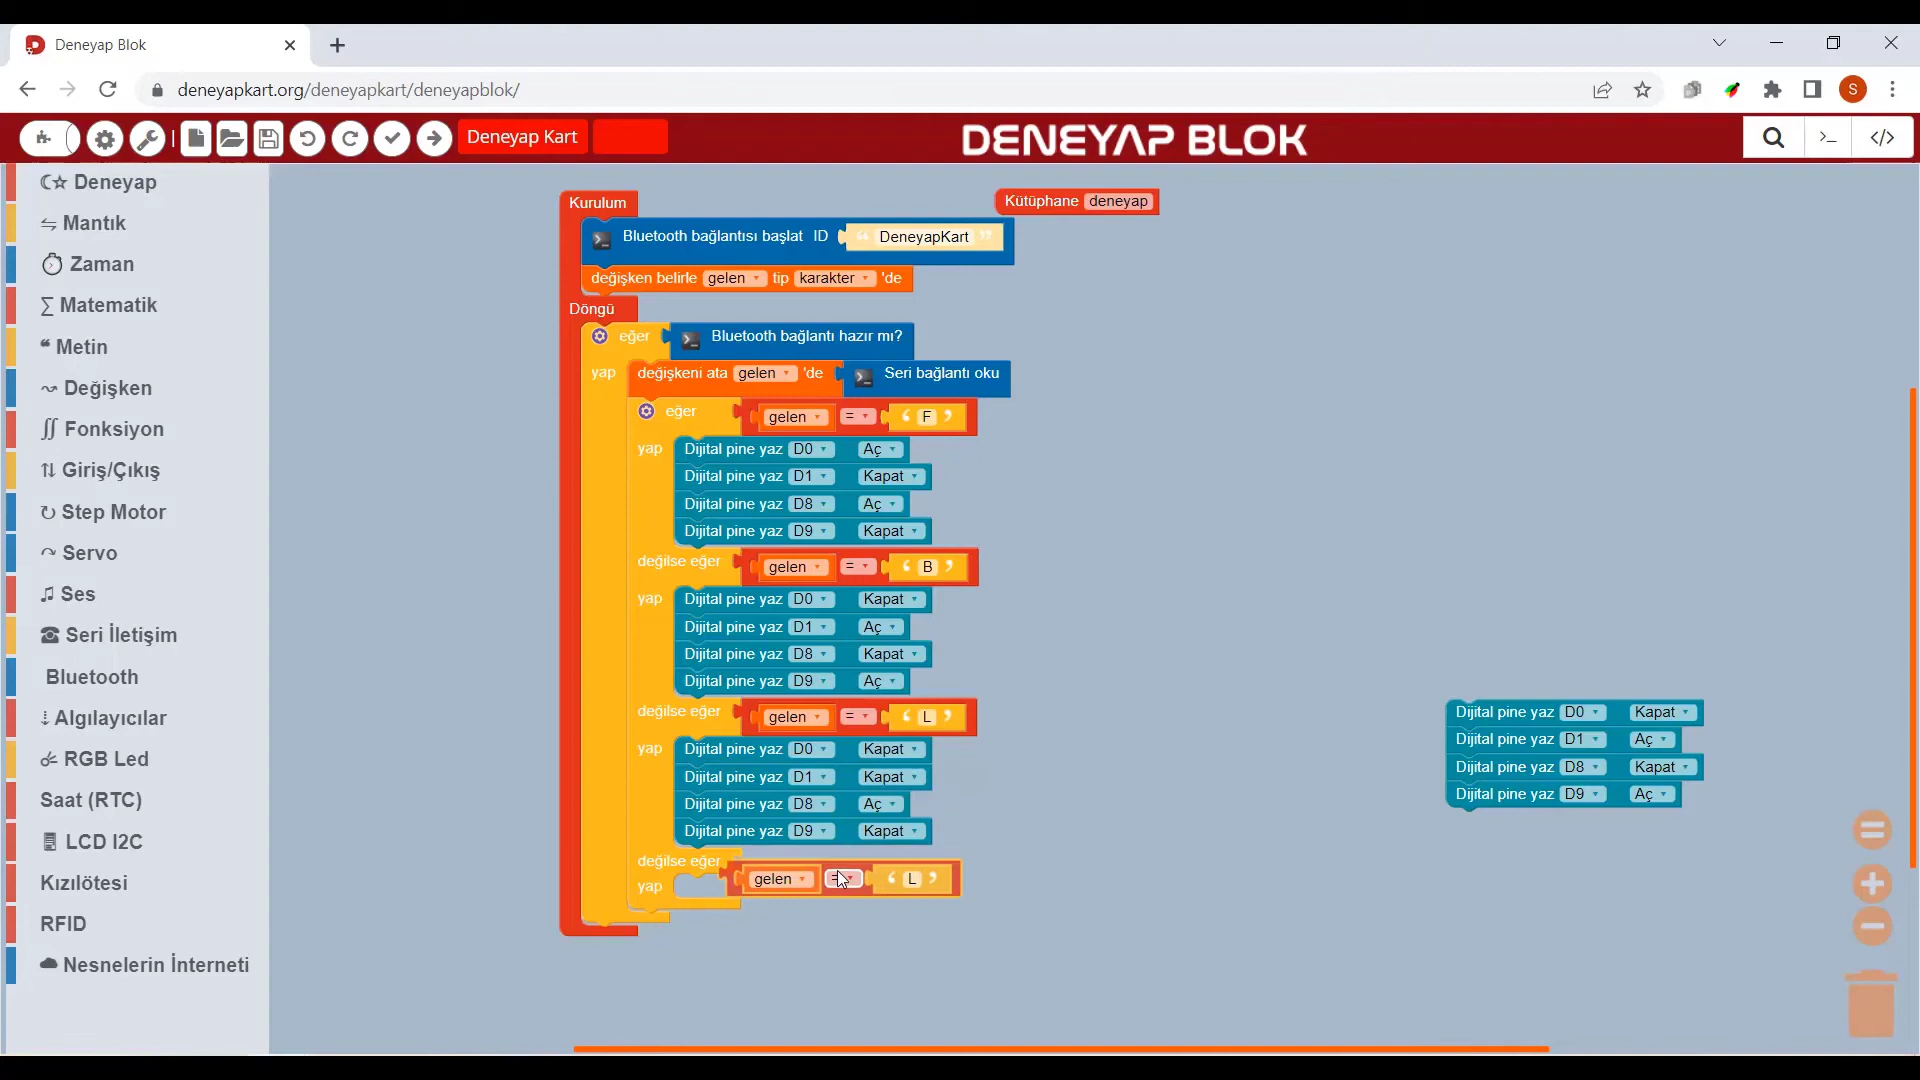 Deneyap Blok
deneyapkart.org/deneyapkart/deneyapblok/
S
Deneyap Kart
DENEYAP BLOK
Deneyap
Mantık
Zaman
Matematik
Metin
Değişken
Fonksiyon
Giriş/Çıkış
Step Motor
Servo
Ses
Seri İletişim
Bluetooth
Algılayıcılar
RGB Led
Saat (RTC)
LCD I2C
Kızılötesi
RFID
Nesnelerin İnterneti
Kurulum
Bluetooth bağlantısı başlat ID “ DeneyapKart ”
değişken belirle gelen tip karakter 'de
Döngü
eğer Bluetooth bağlantı hazır mı?
yap değişkeni ata gelen 'de Seri bağlantı oku
eğer gelen = ‘ F ’
yap Dijital pine yaz D0 Aç
Dijital pine yaz D1 Kapat
Dijital pine yaz D8 Aç
Dijital pine yaz D9 Kapat
değilse eğer gelen = ‘ B ’
yap Dijital pine yaz D0 Kapat
Dijital pine yaz D1 Aç
Dijital pine yaz D8 Kapat
Dijital pine yaz D9 Aç
değilse eğer gelen = ‘ L ’
yap Dijital pine yaz D0 Kapat
Dijital pine yaz D1 Kapat
Dijital pine yaz D8 Aç
Dijital pine yaz D9 Kapat
değilse eğer
gelen = ‘ L ’
yap
Kütüphane deneyap
Dijital pine yaz D0 Kapat
Dijital pine yaz D1 Aç
Dijital pine yaz D8 Kapat
Dijital pine yaz D9 Aç